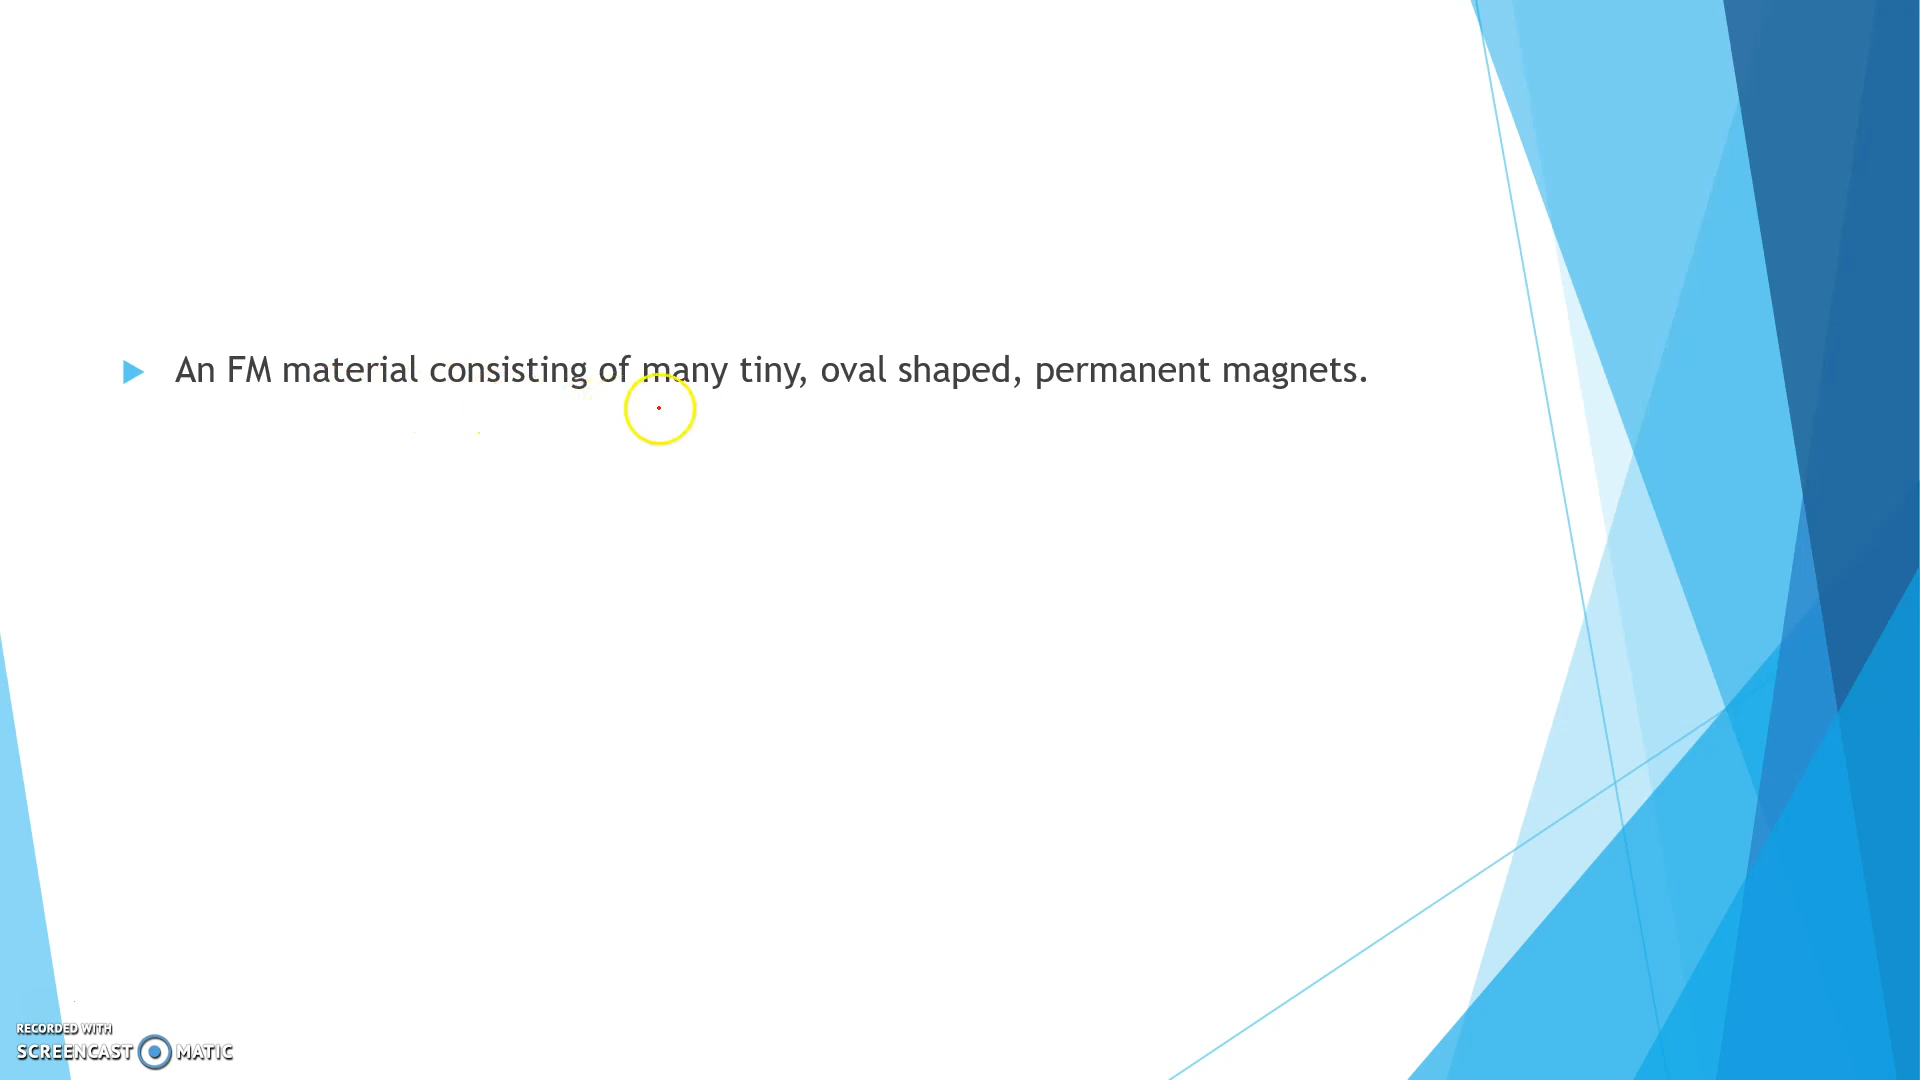 An FM material consisting of many tiny, oval shaped, permanent magnets.
RECORDED WITH
SCREENCAST MATIC